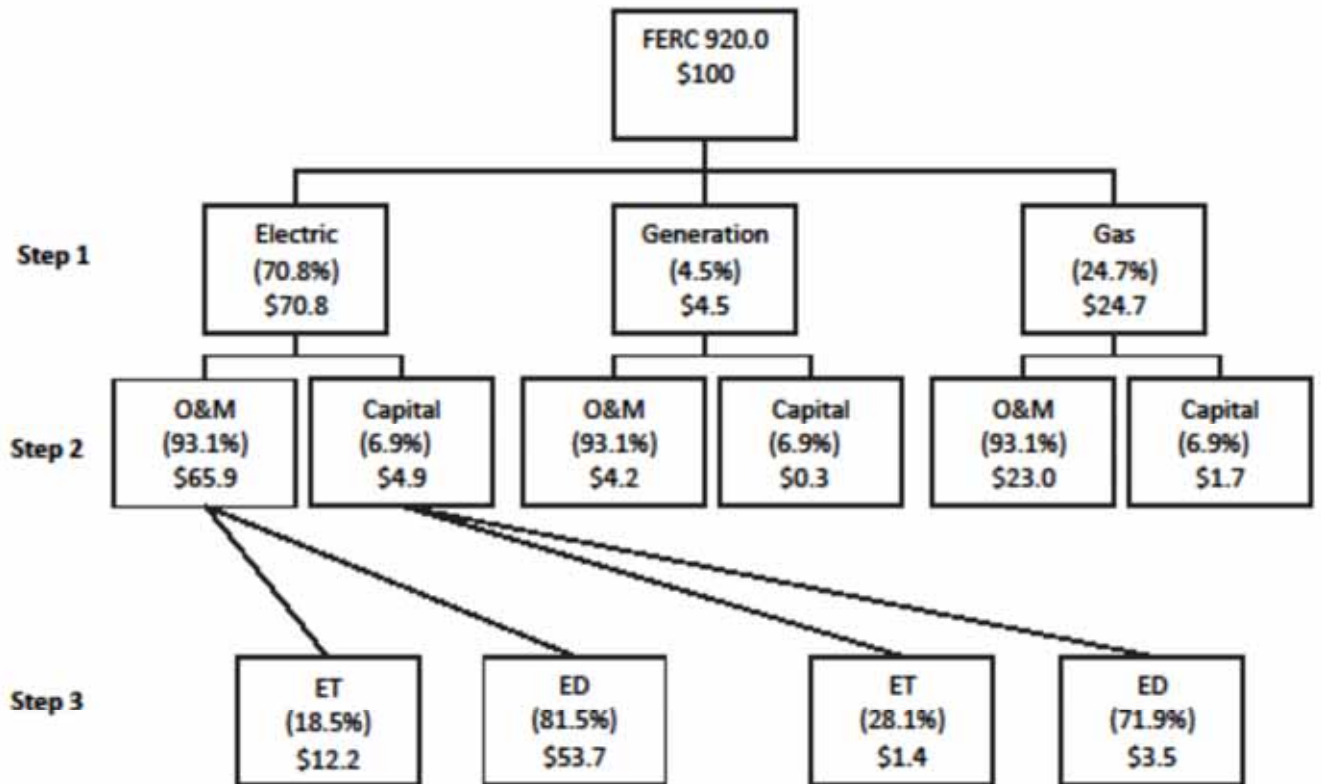 FERC 920.0
$100
Step 1
Electric
(70.8%)
$70.8
Generation
(4.5%)
$4.5
Gas
(24.7%)
$24.7
Step 2
O&M
(93.1%)
$65.9
Capital
(6.9%)
$4.9
O&M
(93.1%)
$4.2
Capital
(6.9%)
$0.3
O&M
(93.1%)
$23.0
Capital
(6.9%)
$1.7
Step 3
ET
(18.5%)
$12.2
ED
(81.5%)
$53.7
ET
(28.1%)
$1.4
ED
(71.9%)
$3.5